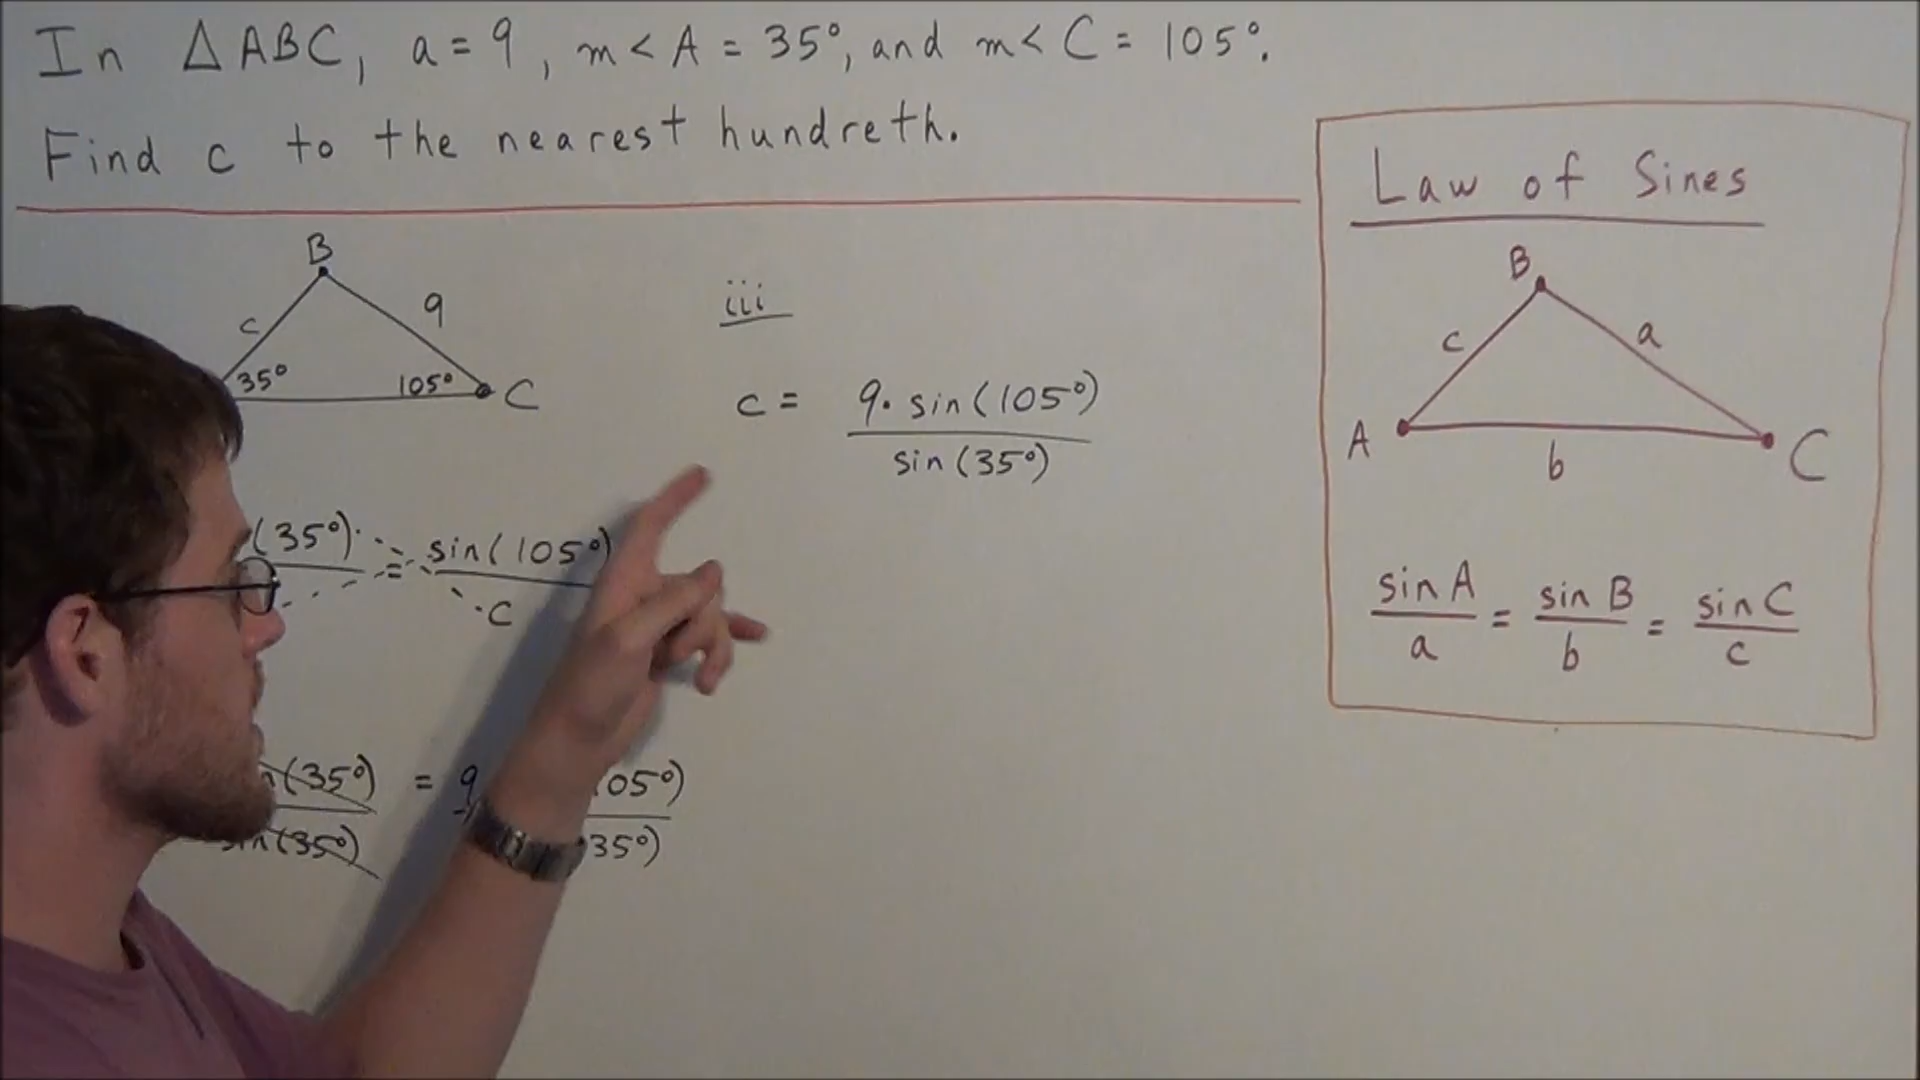 In △ABC, a = 9, m< A = 35°, and m< C = 105°.
Find c to the nearest hundreth.
B
c
9
35°
105°
C
(35°) = sin(105°)
c
(35°) = 9 05°)
(35°) 35°)
iii
c = 9 · sin(105°)
sin(35°)
Law of Sines
B
c
a
A
b
C
sin A = sin B = sin C
a b c